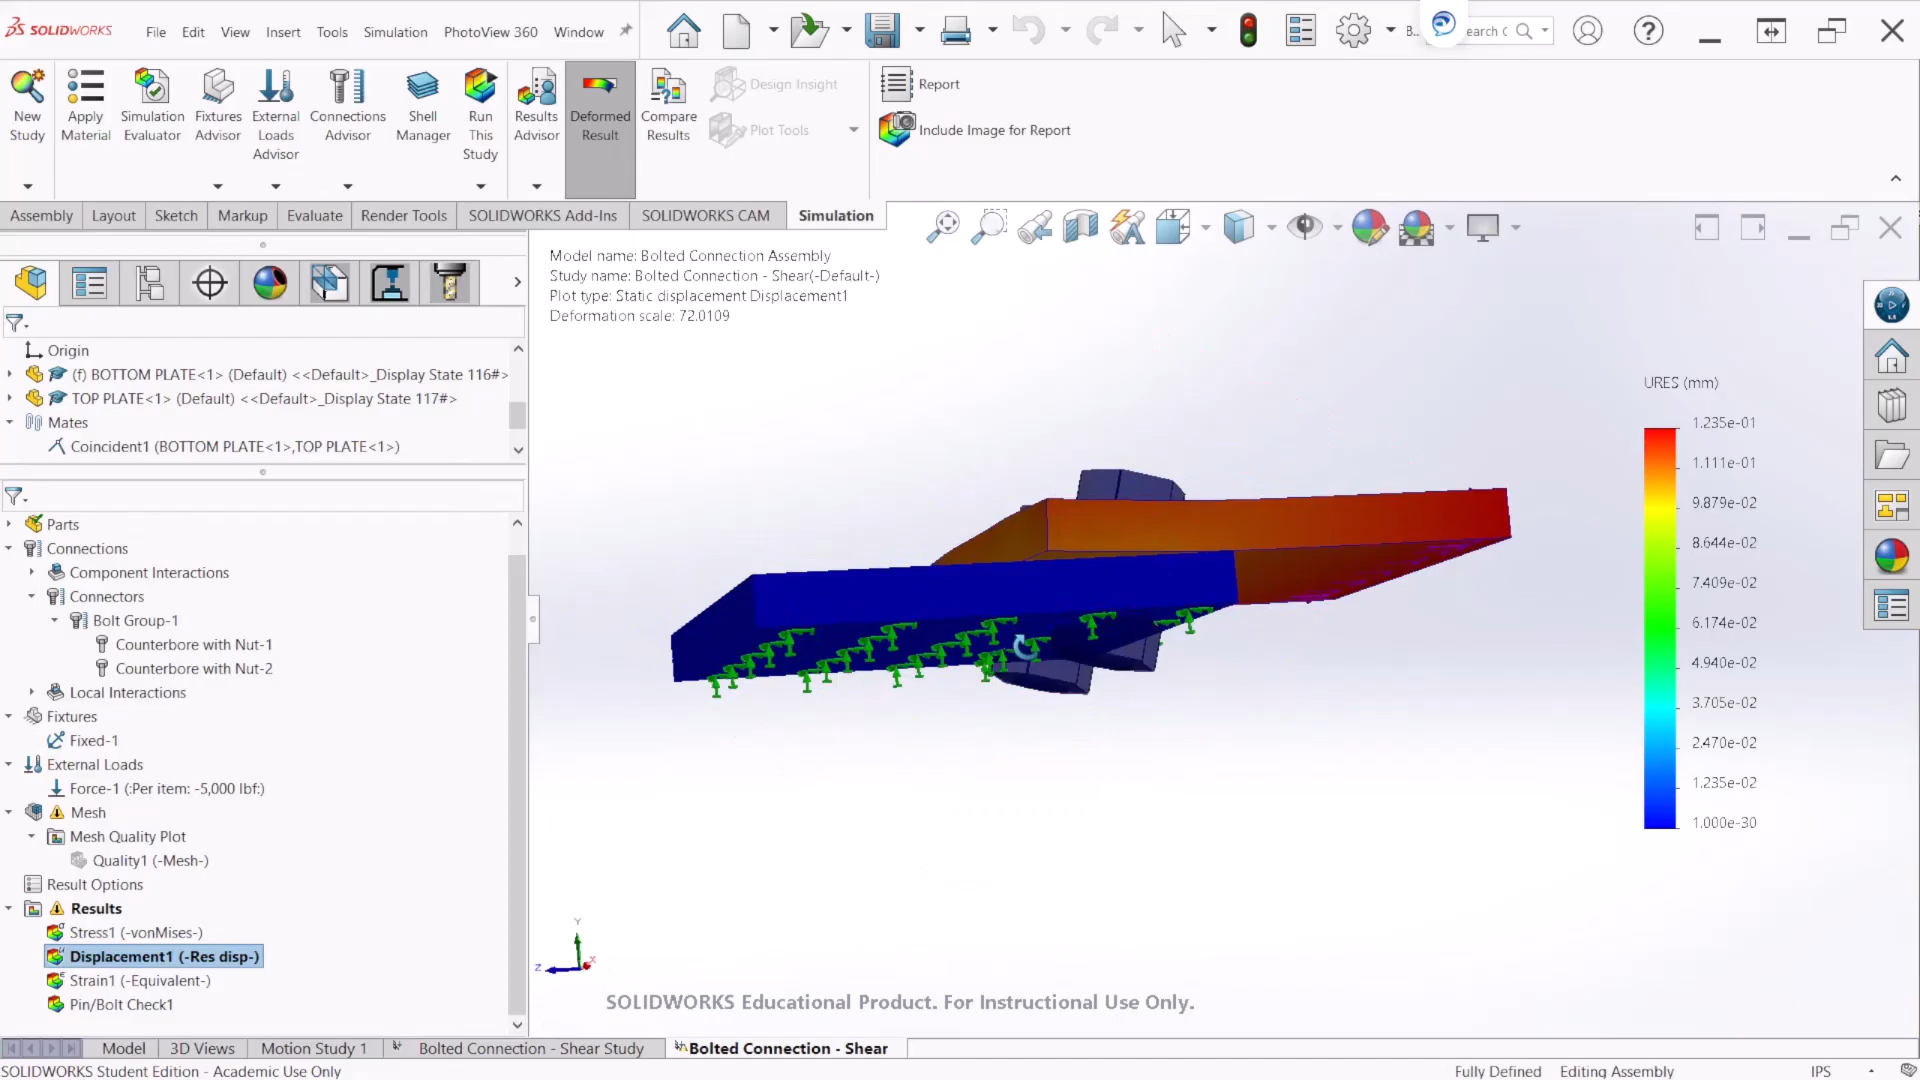 SOLIDWORKS
File Edit View Insert Tools Simulation PhotoView 360 Window
New Study
Apply Material
Simulation Evaluator
Fixtures Advisor
External Loads Advisor
Connections Advisor
Shell Manager
Run This Study
Results Advisor
Deformed Result
Compare Results
Design Insight
Plot Tools
Report
Include Image for Report
Assembly Layout Sketch Markup Evaluate Render Tools SOLIDWORKS Add-Ins SOLIDWORKS CAM Simulation
Origin
(f) BOTTOM PLATE<1> (Default) <<Default>_Display State 116#>
TOP PLATE<1> (Default) <<Default>_Display State 117#>
Mates
Coincident1 (BOTTOM PLATE<1>,TOP PLATE<1>)
Parts
Connections
Component Interactions
Connectors
Bolt Group-1
Counterbore with Nut-1
Counterbore with Nut-2
Local Interactions
Fixtures
Fixed-1
External Loads
Force-1 (:Per item: -5,000 lbf:)
Mesh
Mesh Quality Plot
Quality1 (-Mesh-)
Result Options
Results
Stress1 (-vonMises-)
Displacement1 (-Res disp-)
Strain1 (-Equivalent-)
Pin/Bolt Check1
Model name: Bolted Connection Assembly
Study name: Bolted Connection - Shear(-Default-)
Plot type: Static displacement Displacement1
Deformation scale: 72.0109
URES (mm)
1.235e-01
1.111e-01
9.879e-02
8.644e-02
7.409e-02
6.174e-02
4.940e-02
3.705e-02
2.470e-02
1.235e-02
1.000e-30
Y
Z
X
SOLIDWORKS Educational Product. For Instructional Use Only.
Model 3D Views Motion Study 1 Bolted Connection - Shear Study Bolted Connection - Shear
SOLIDWORKS Student Edition - Academic Use Only
Fully Defined Editing Assembly IPS